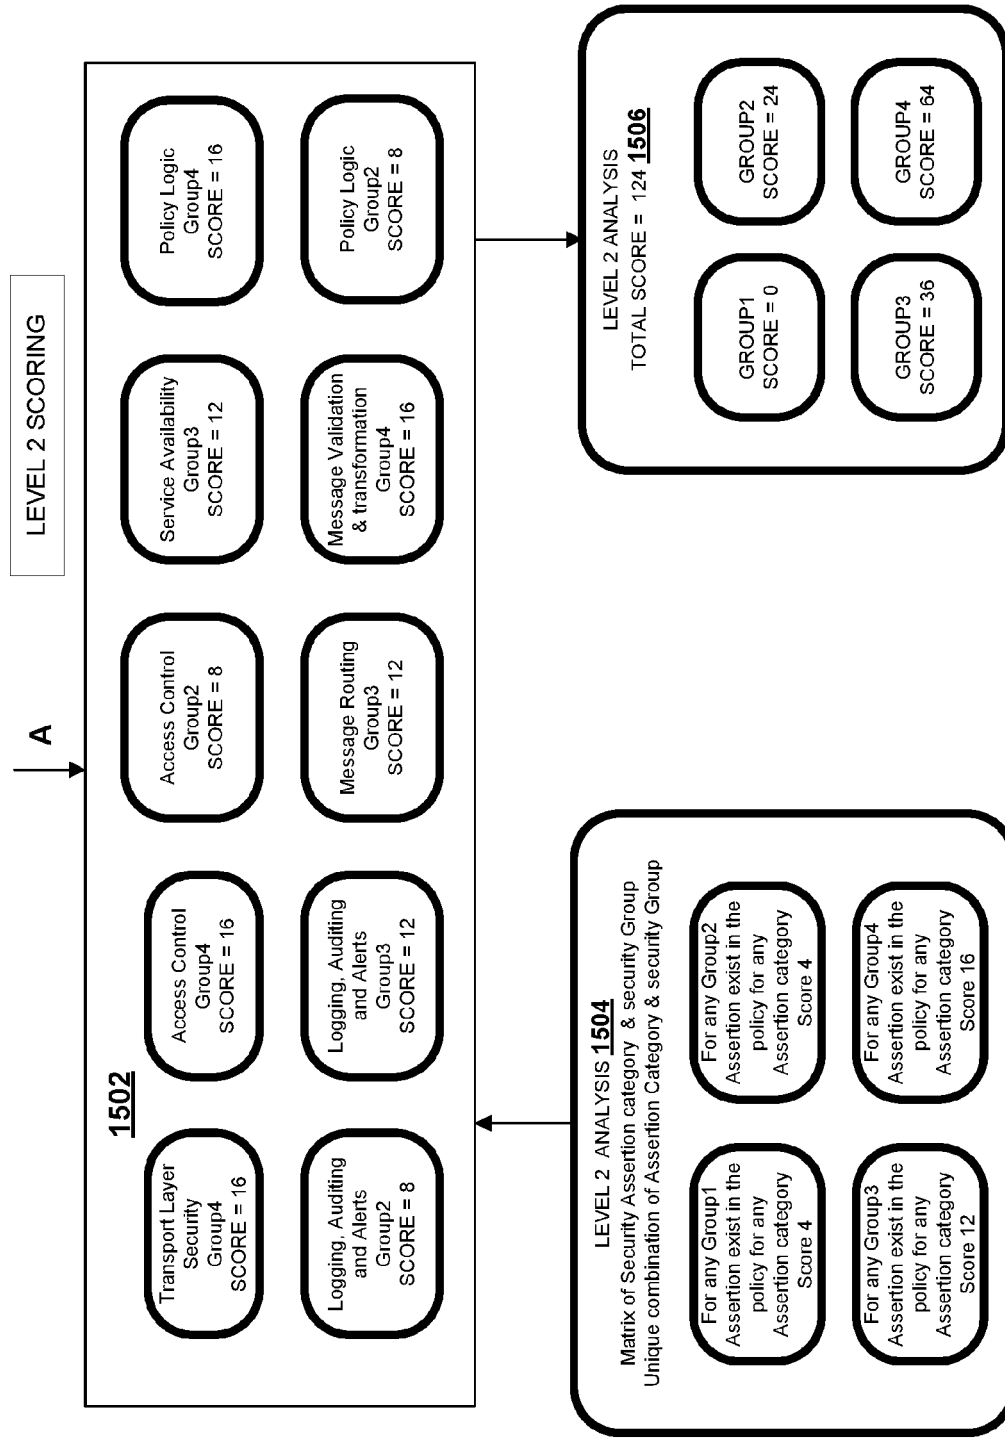 LEVEL 2 SCORING
A
1502
Transport Layer
Security
Group4
SCORE = 16
Access Control
Group4
SCORE = 16
Access Control
Group2
SCORE = 8
Service Availability
Group3
SCORE = 12
Policy Logic
Group4
SCORE = 16
Logging, Auditing
and Alerts
Group2
SCORE = 8
Logging, Auditing
and Alerts
Group3
SCORE = 12
Message Routing
Group3
SCORE = 12
Message Validation
& transformation
Group4
SCORE = 16
Policy Logic
Group2
SCORE = 8
LEVEL 2 ANALYSIS 1504
Matrix of Security Assertion category & security Group
Unique combination of Assertion Category & security Group
For any Group1
Assertion exist in the
policy for any
Assertion category
Score 4
For any Group2
Assertion exist in the
policy for any
Assertion category
Score 4
For any Group3
Assertion exist in the
policy for any
Assertion category
Score 12
For any Group4
Assertion exist in the
policy for any
Assertion category
Score 16
LEVEL 2 ANALYSIS
TOTAL SCORE = 124 1506
GROUP1
SCORE = 0
GROUP2
SCORE = 24
GROUP3
SCORE = 36
GROUP4
SCORE = 64